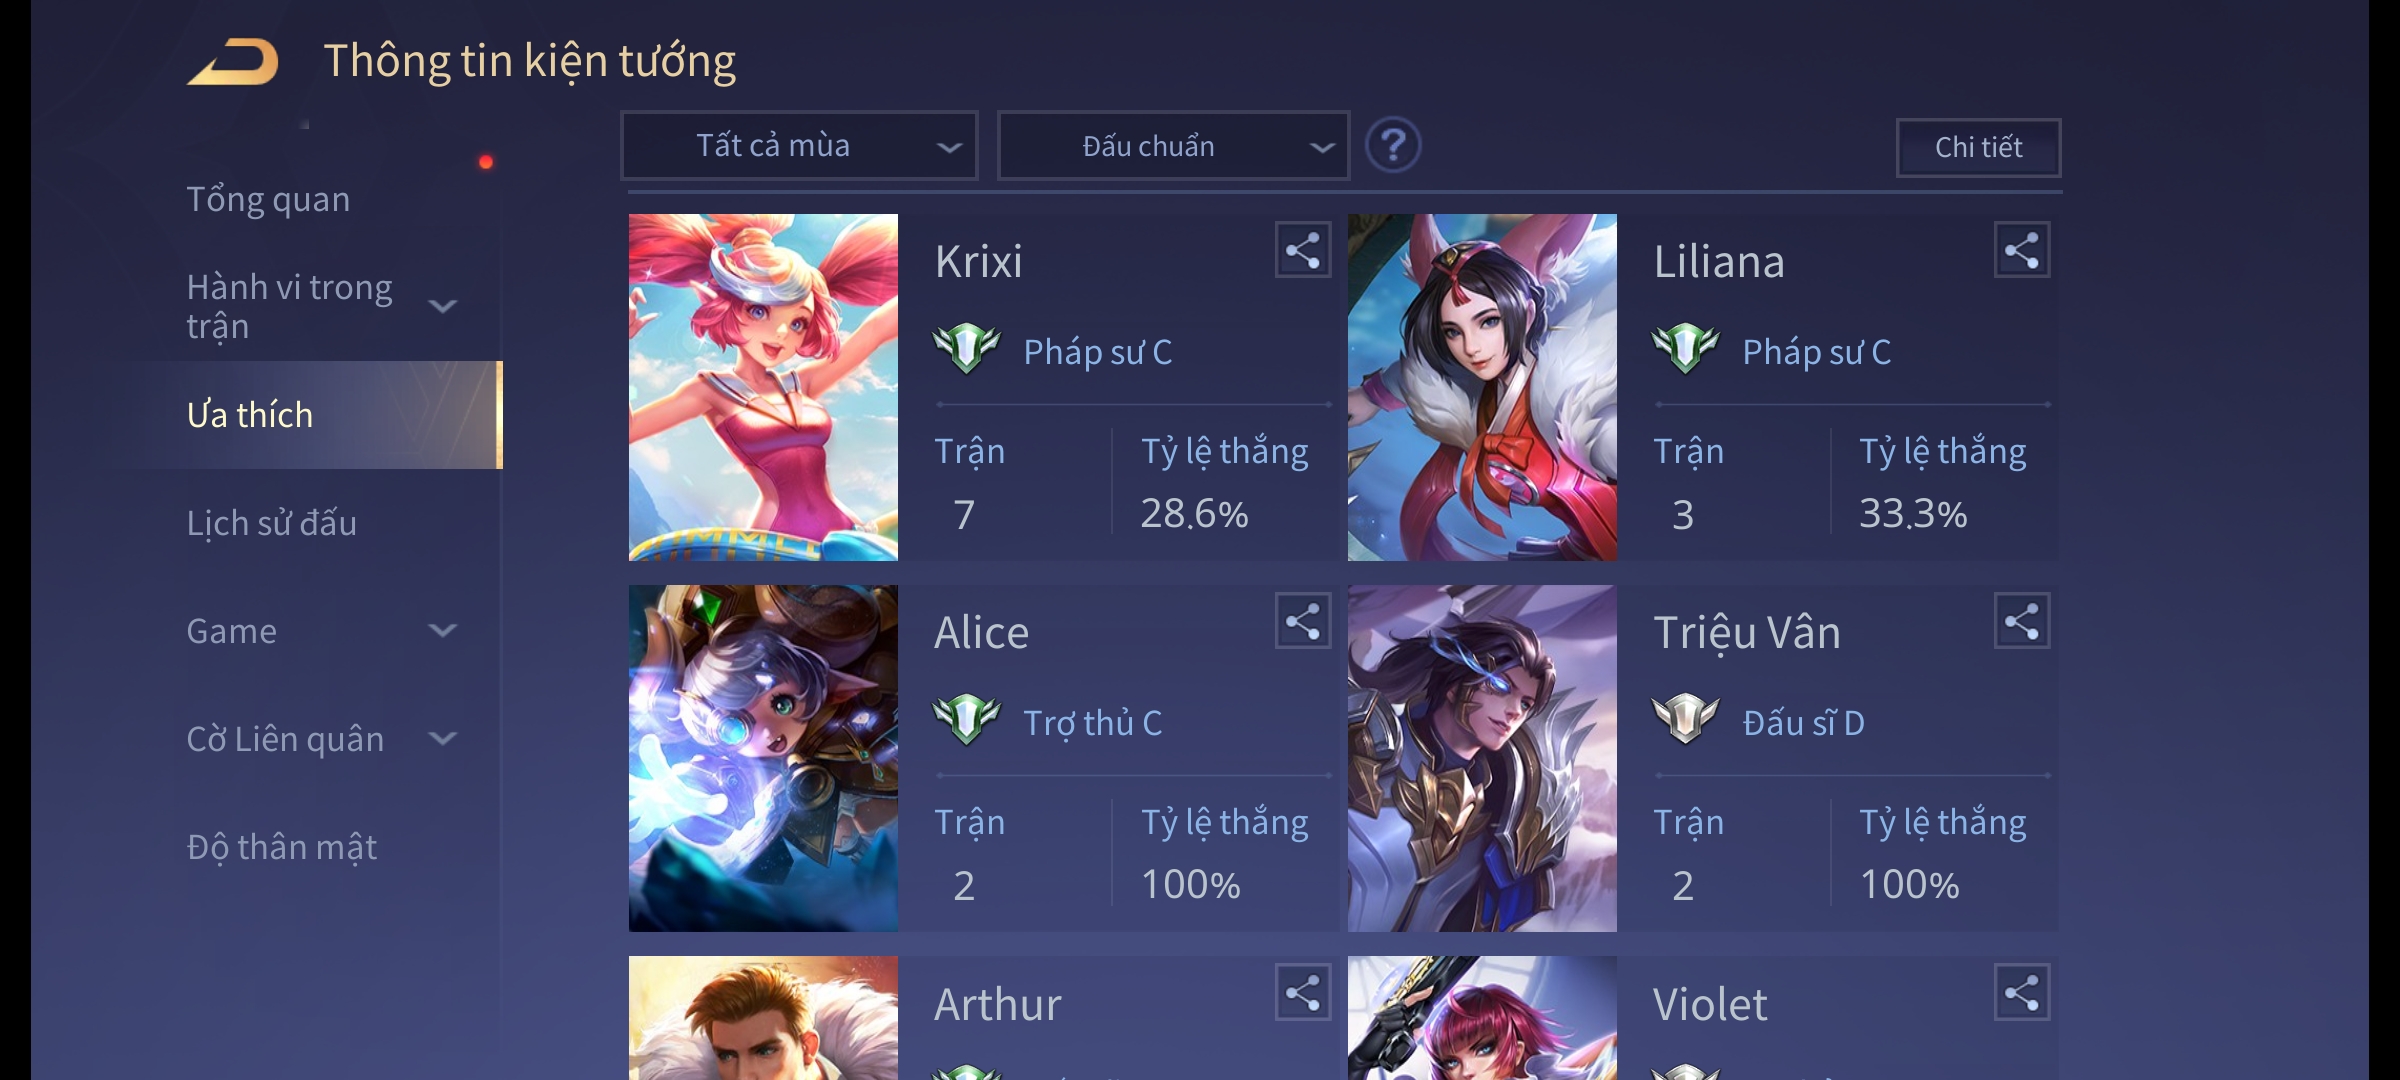 Thông tin kiện tướng
Tất cả mùa
Đấu chuẩn
?
Chi tiết
Tổng quan
Hành vi trong
trận
Ưa thích
Lịch sử đấu
Game
Cờ Liên quân
Độ thân mật
Krixi
Pháp sư C
Trận
Tỷ lệ thắng
7
28.6%
Liliana
Pháp sư C
Trận
Tỷ lệ thắng
3
33.3%
Alice
Trợ thủ C
Trận
Tỷ lệ thắng
2
100%
Triệu Vân
Đấu sĩ D
Trận
Tỷ lệ thắng
2
100%
Arthur
Violet